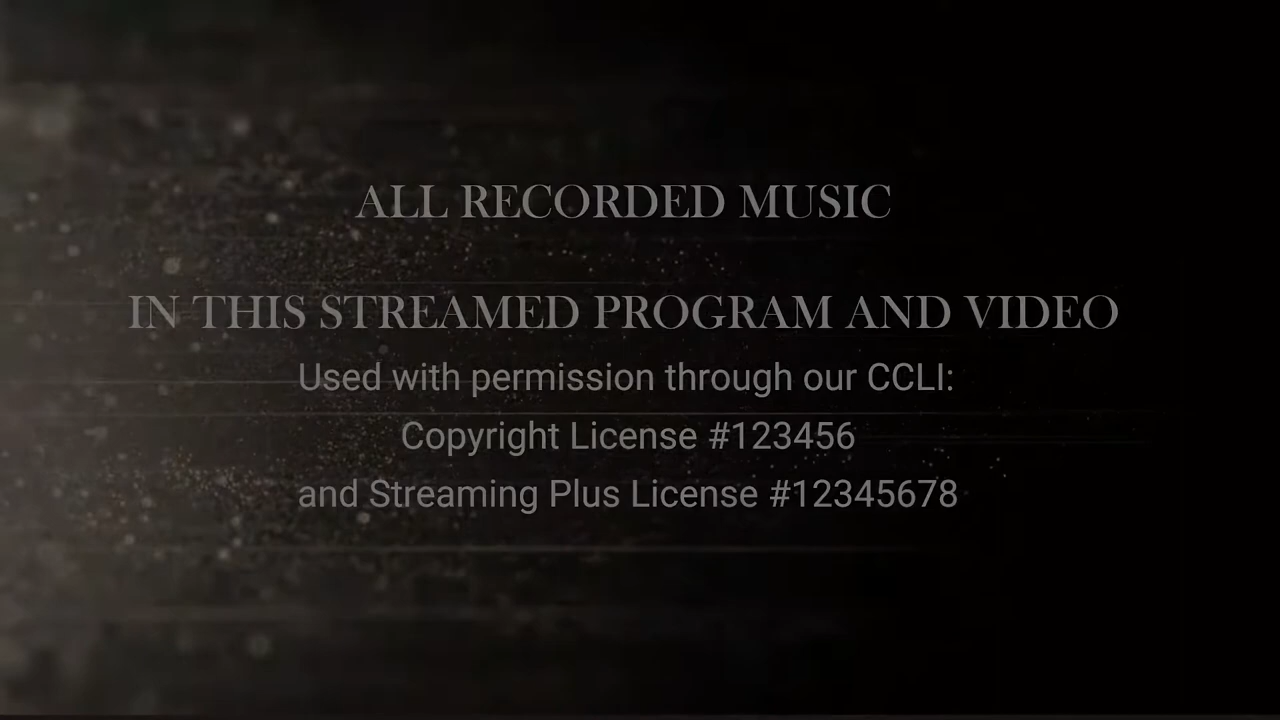 ALL RECORDED MUSIC
IN THIS STREAMED PROGRAM AND VIDEO
Used with permission through our CCLI:
Copyright License #123456
and Streaming Plus License #12345678